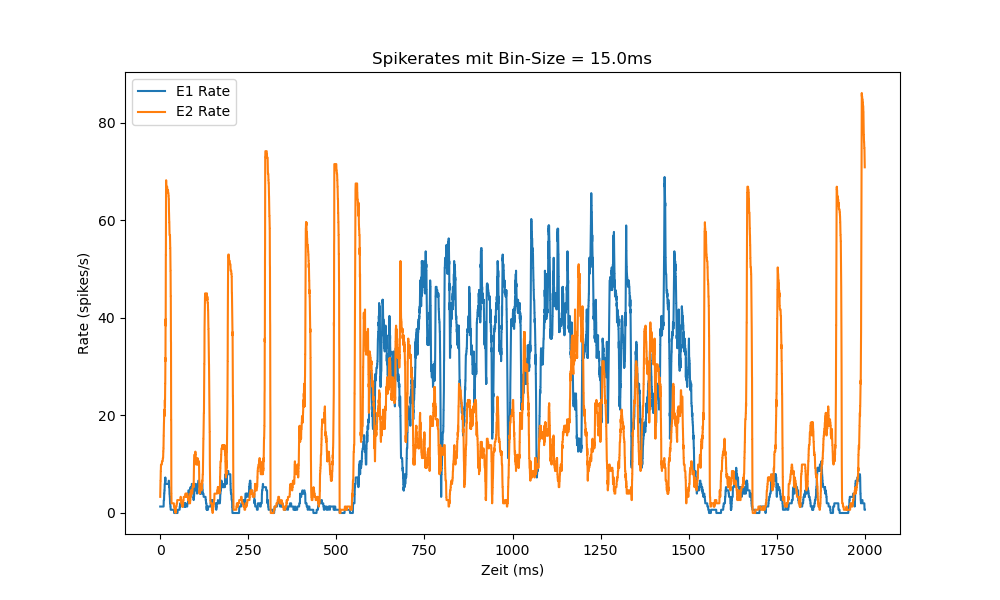 Spikerates mit Bin-Size = 15.0ms
E1 Rate
E2 Rate
Rate (spikes/s)
80
60
40
20
0
0 250 500 750 1000 1250 1500 1750 2000
Zeit (ms)